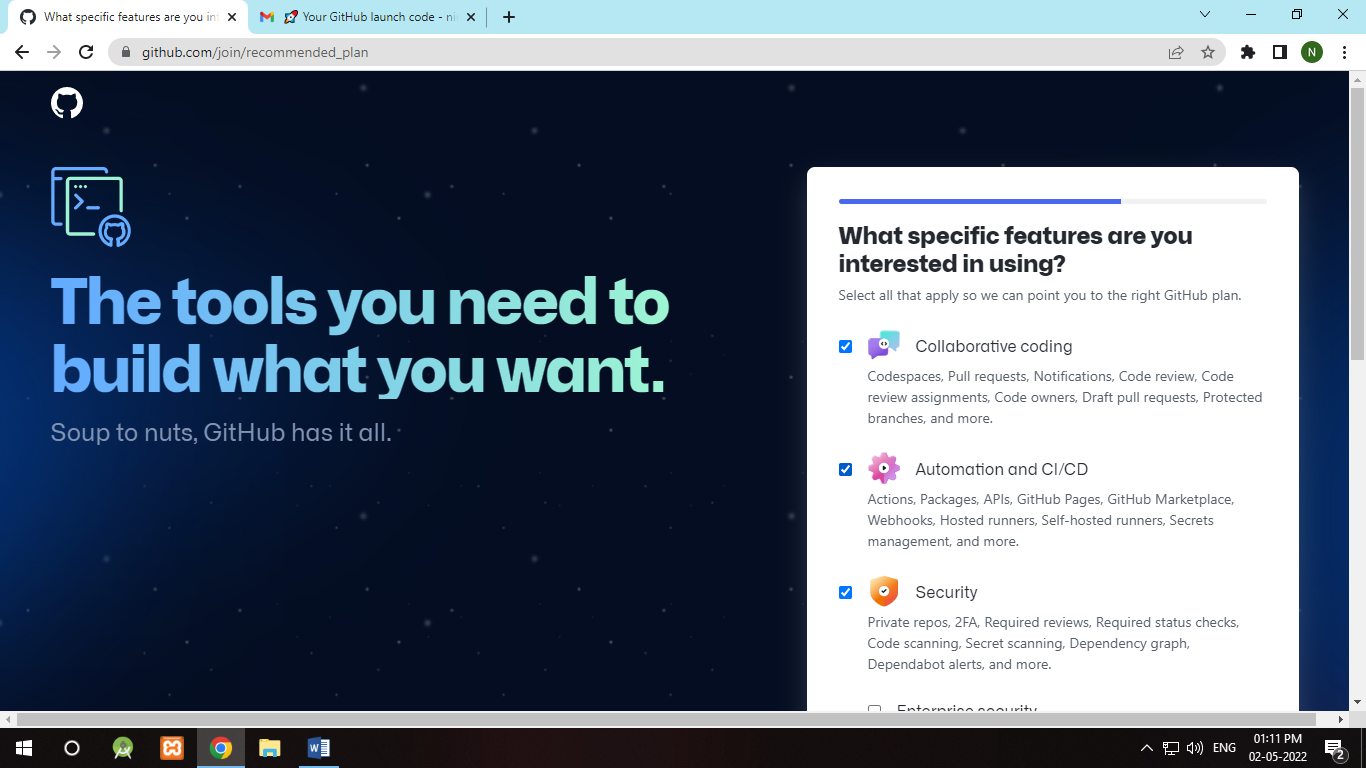 What specific features are you int
Your GitHub launch code - ni
github.com/join/recommended_plan
N
The tools you need to
build what you want.
Soup to nuts, GitHub has it all.
What specific features are you
interested in using?
Select all that apply so we can point you to the right GitHub plan.
Collaborative coding
Codespaces, Pull requests, Notifications, Code review, Code
review assignments, Code owners, Draft pull requests, Protected
branches, and more.
Automation and CI/CD
Actions, Packages, APIs, GitHub Pages, GitHub Marketplace,
Webhooks, Hosted runners, Self-hosted runners, Secrets
management, and more.
Security
Private repos, 2FA, Required reviews, Required status checks,
Code scanning, Secret scanning, Dependency graph,
Dependabot alerts, and more.
Enterprise security
ENG
01:11 PM
02-05-2022
2